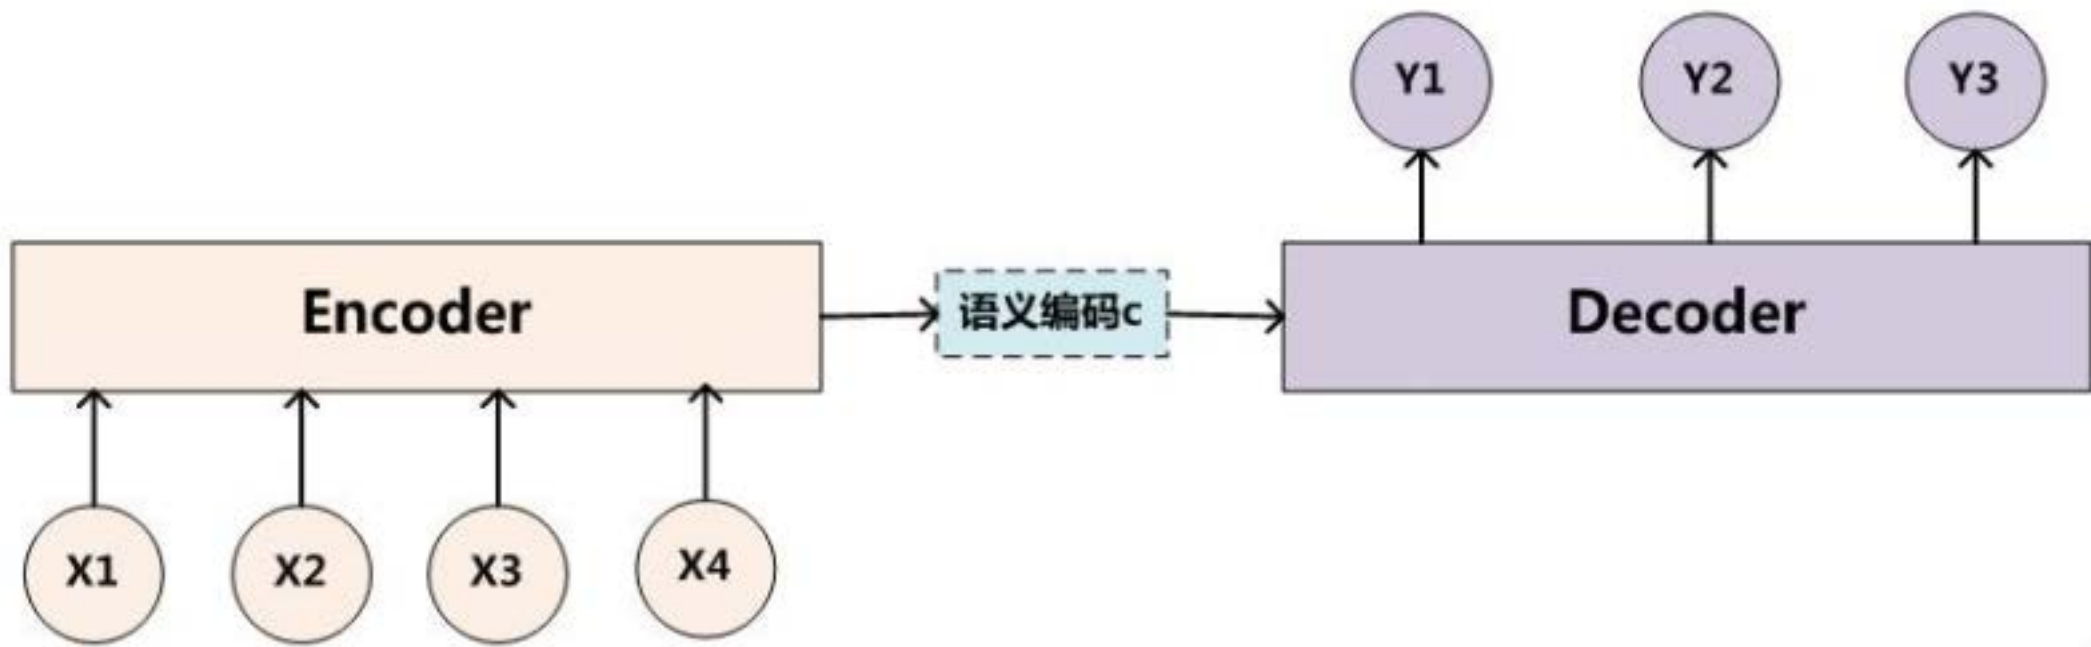 Y1
Y2
Y3
Encoder
语义编码c
Decoder
X1
X2
X3
X4